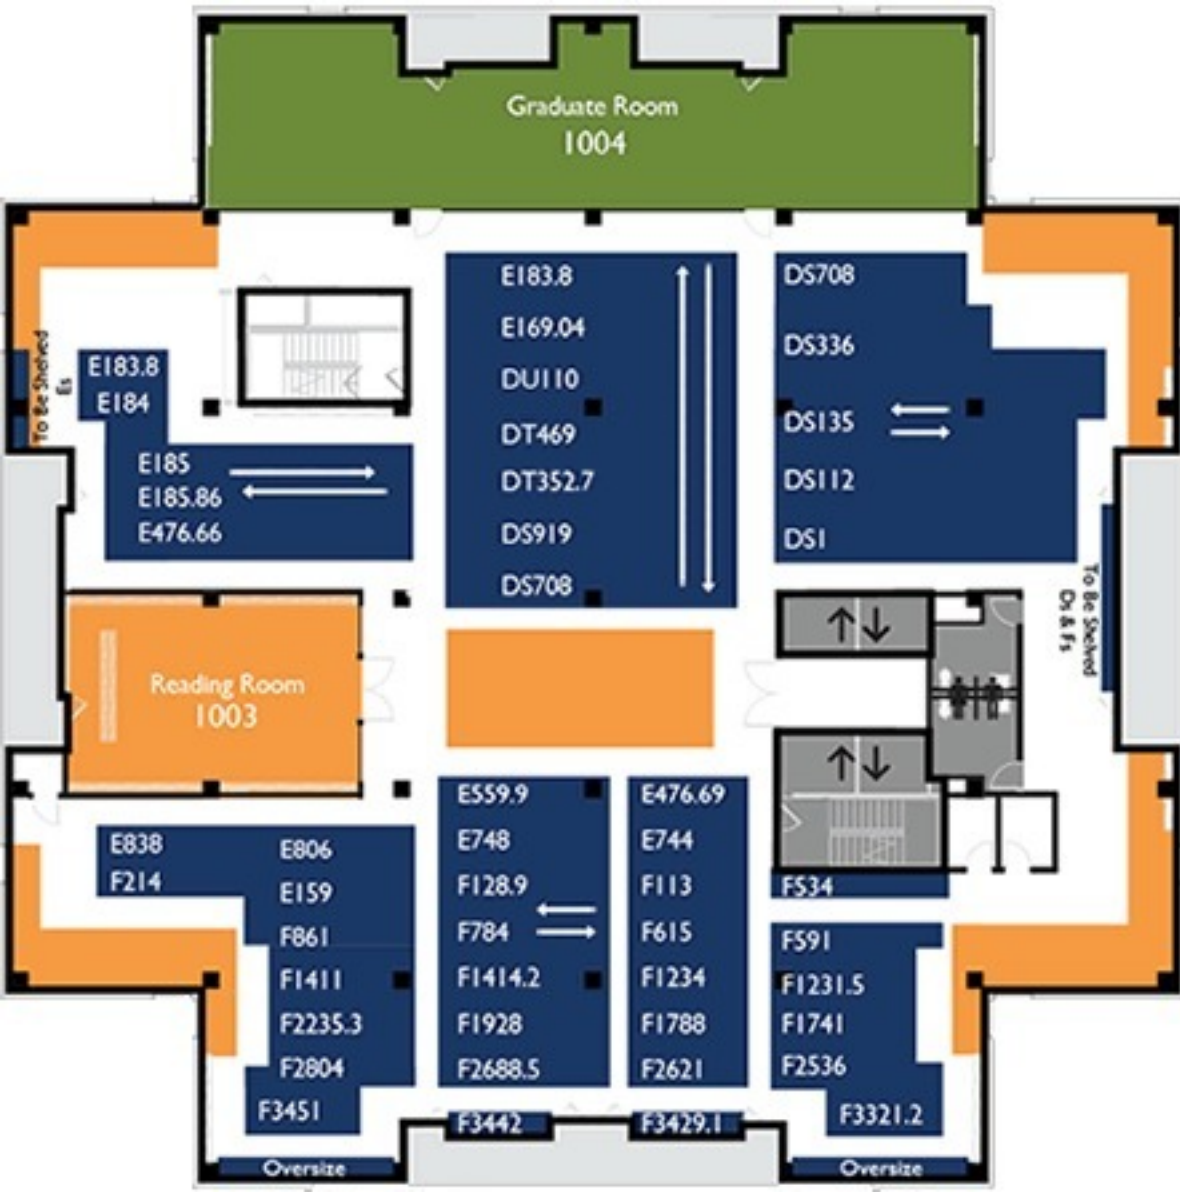 Graduate Room
1004
To Be Shelved
Es
E183.8
E184
E185
E185.86
E476.66
E183.8
E169.04
DU110
DT469
DT352.7
DS919
DS708
DS708
DS336
DS135
DS112
DS1
To Be Shelved
Ds & Fs
Reading Room
1003
E838
F214
E806
E159
F861
F1411
F2235.3
F2804
F3451
E559.9
E748
F128.9
F784
F1414.2
F1928
F2688.5
F3442
E476.69
E744
F113
F615
F1234
F1788
F2621
F3429.1
F534
F591
F1231.5
F1741
F2536
F3321.2
Oversize
Oversize